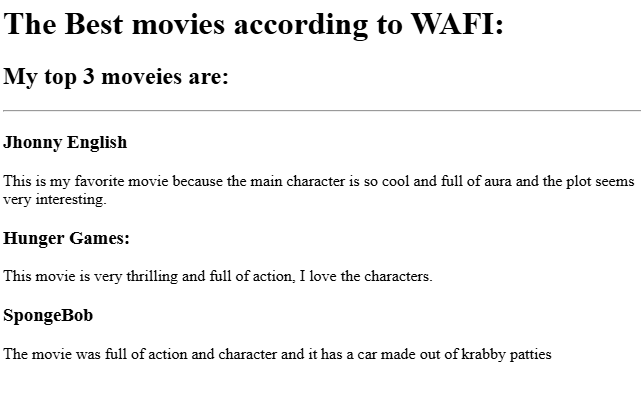 The Best movies according to WAFI:
My top 3 moveies are:
Jhonny English
This is my favorite movie because the main character is so cool and full of aura and the plot seems
very interesting.
Hunger Games:
This movie is very thrilling and full of action, I love the characters.
SpongeBob
The movie was full of action and character and it has a car made out of krabby patties